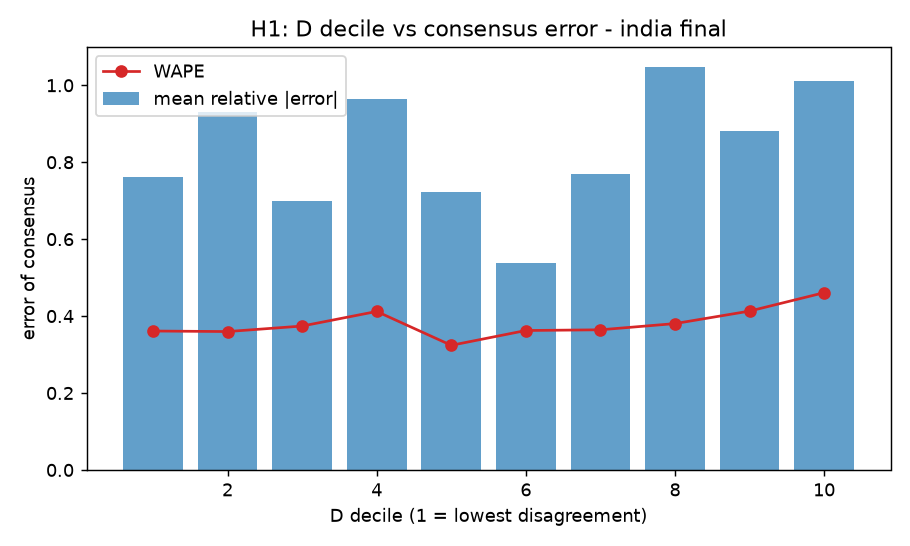 H1: D decile vs consensus error - india final
WAPE
mean relative |error|
error of consensus
1.0
0.8
0.6
0.4
0.2
0.0
2 4 6 8 10
D decile (1 = lowest disagreement)